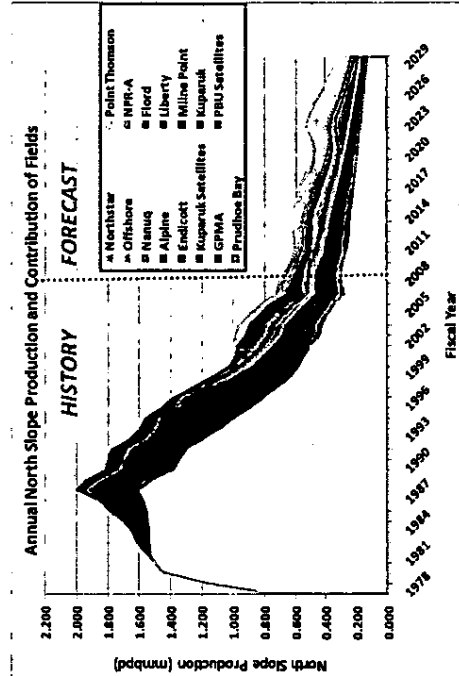 Annual North Slope Production and Contribution of Fields
HISTORY
FORECAST
Northstar
Point Thomson
Offshore
NPR-A
Nanuq
Fiord
Alpine
Liberty
Endicott
Milne Point
Kuparuk Satellites
Kuparuk
GPMA
PBU Satellites
Prudhoe Bay
North Slope Production (mmbpd)
2.200
2.000
1.800
1.600
1.400
1.200
1.000
0.800
0.600
0.400
0.200
0.000
1978
1981
1984
1987
1990
1993
1996
1999
2002
2005
2008
2011
2014
2017
2020
2023
2026
2029
Fiscal Year